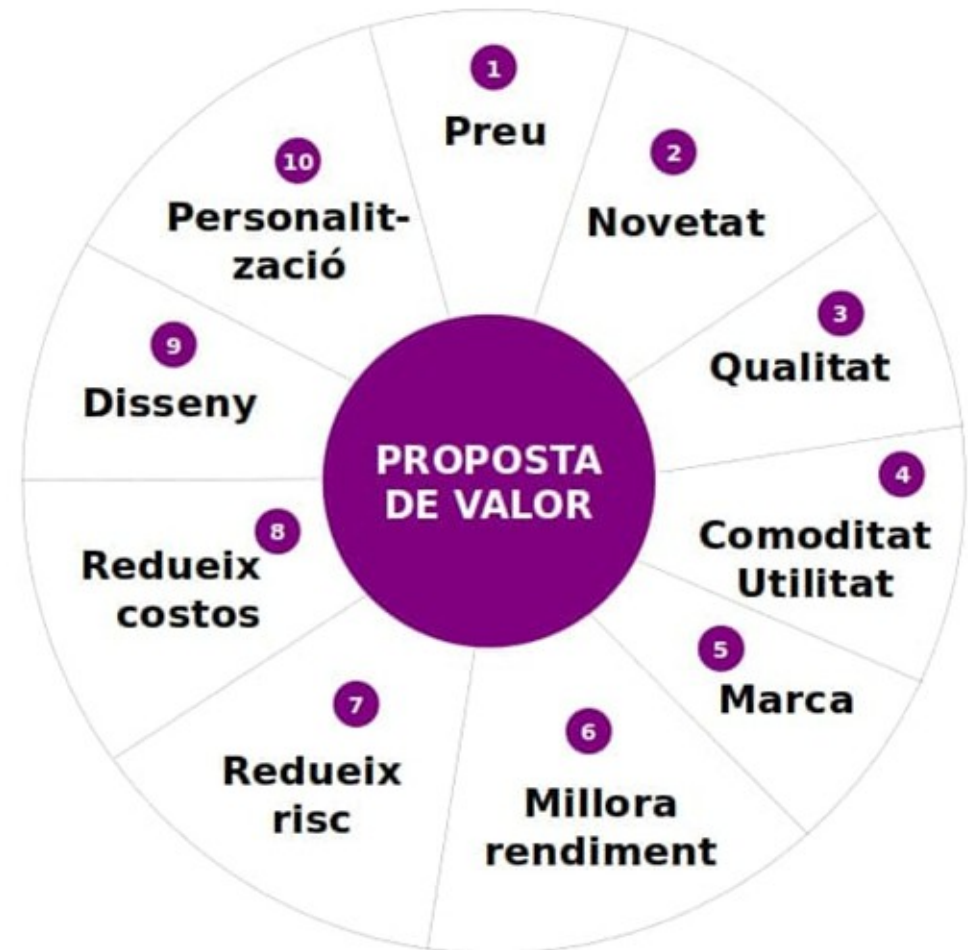 1
Preu
2
Novetat
3
Qualitat
4
Comoditat
Utilitat
5
Marca
6
Millora
rendiment
7
Redueix
risc
8
Redueix
costos
9
Disseny
10
Personalit-
zació
PROPOSTA
DE VALOR